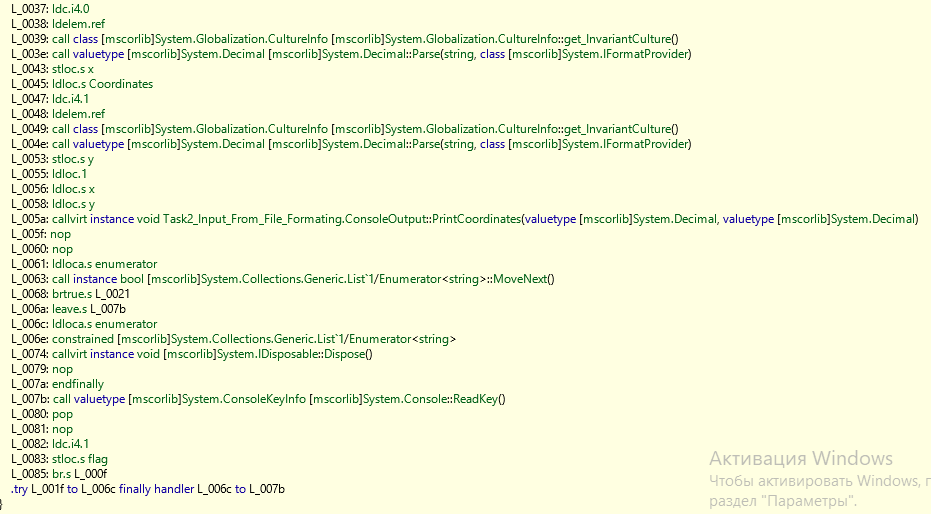 L_0037: ldc.i4.0
L_0038: ldelem.ref
L_0039: call class [mscorlib]System.Globalization.CultureInfo [mscorlib]System.Globalization.CultureInfo::get_InvariantCulture()
L_003e: call valuetype [mscorlib]System.Decimal [mscorlib]System.Decimal::Parse(string, class [mscorlib]System.IFormatProvider)
L_0043: stloc.s x
L_0045: ldloc.s Coordinates
L_0047: ldc.i4.1
L_0048: ldelem.ref
L_0049: call class [mscorlib]System.Globalization.CultureInfo [mscorlib]System.Globalization.CultureInfo::get_InvariantCulture()
L_004e: call valuetype [mscorlib]System.Decimal [mscorlib]System.Decimal::Parse(string, class [mscorlib]System.IFormatProvider)
L_0053: stloc.s y
L_0055: ldloc.1
L_0056: ldloc.s x
L_0058: ldloc.s y
L_005a: callvirt instance void Task2_Input_From_File_Formating.ConsoleOutput::PrintCoordinates(valuetype [mscorlib]System.Decimal, valuetype [mscorlib]System.Decimal)
L_005f: nop
L_0060: nop
L_0061: ldloca.s enumerator
L_0063: call instance bool [mscorlib]System.Collections.Generic.List`1/Enumerator<string>::MoveNext()
L_0068: brtrue.s L_0021
L_006a: leave.s L_007b
L_006c: ldloca.s enumerator
L_006e: constrained [mscorlib]System.Collections.Generic.List`1/Enumerator<string>
L_0074: callvirt instance void [mscorlib]System.IDisposable::Dispose()
L_0079: nop
L_007a: endfinally
L_007b: call valuetype [mscorlib]System.ConsoleKeyInfo [mscorlib]System.Console::ReadKey()
L_0080: pop
L_0081: nop
L_0082: ldc.i4.1
L_0083: stloc.s flag
L_0085: br.s L_000f
.try L_001f to L_006c finally handler L_006c to L_007b
}
Активация Windows
Чтобы активировать Windows,
раздел "Параметры".